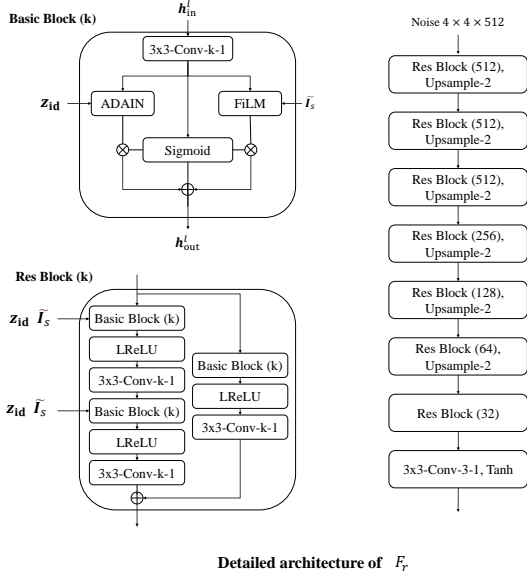 Basic Block (k)
h^l_in
3x3-Conv-k-1
z_id
ADAIN
FiLM
Ĩ_s
Sigmoid
h^l_out
Res Block (k)
z_id Ĩ_s
Basic Block (k)
LReLU
3x3-Conv-k-1
z_id Ĩ_s
Basic Block (k)
LReLU
3x3-Conv-k-1
Basic Block (k)
LReLU
3x3-Conv-k-1
Noise 4 × 4 × 512
Res Block (512),
Upsample-2
Res Block (512),
Upsample-2
Res Block (512),
Upsample-2
Res Block (256),
Upsample-2
Res Block (128),
Upsample-2
Res Block (64),
Upsample-2
Res Block (32)
3x3-Conv-3-1, Tanh
Detailed architecture of F_r